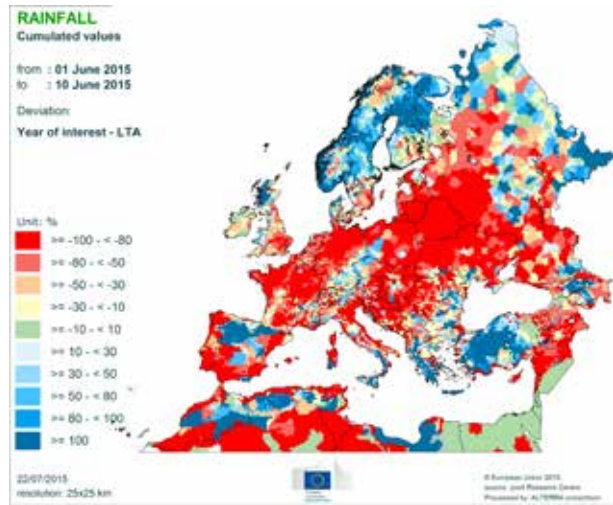 RAINFALL
Cumulated values
from : 01 June 2015
to : 10 June 2015
Deviation:
Year of interest - LTA
Unit: %
>= -100 - < -80
>= -80 - < -50
>= -50 - < -30
>= -30 - < -10
>= -10 - < 10
>= 10 - < 30
>= 30 - < 50
>= 50 - < 80
>= 80 - < 100
>= 100
22/07/2015
resolution: 25x25 km
© European Union 2015
source: Joint Research Centre
Processed by: ALTERRA consortium